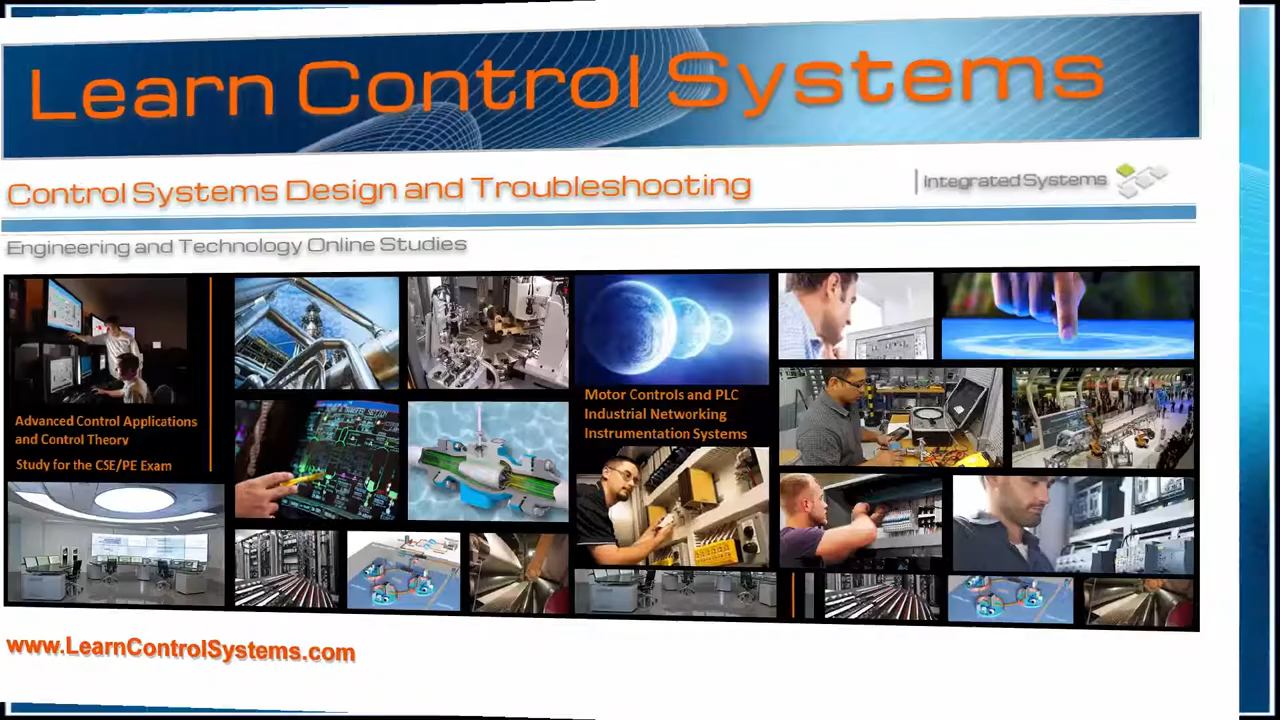 Learn Control Systems
Control Systems Design and Troubleshooting
Integrated Systems
Engineering and Technology Online Studies
Advanced Control Applications
and Control Theory
Study for the CSE/PE Exam
Motor Controls and PLC
Industrial Networking
Instrumentation Systems
www.LearnControlSystems.com